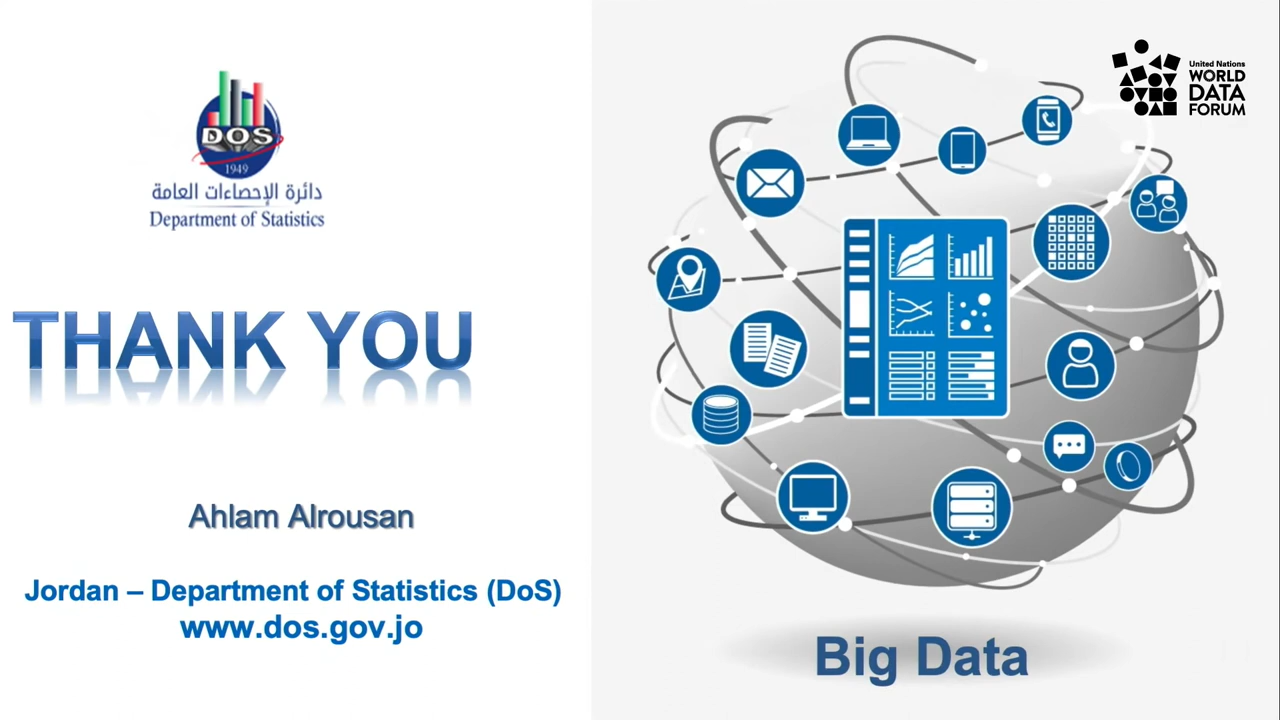 DOS
1949
دائرة الإحصاءات العامة
Department of Statistics
THANK YOU
Ahlam Alrousan
Jordan – Department of Statistics (DoS)
www.dos.gov.jo
United Nations
WORLD
DATA
FORUM
Big Data